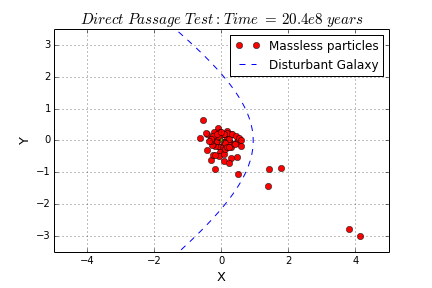 Direct Passage Test: Time = 20.4e8 years
Massless particles
Disturbant Galaxy
Y
3
2
1
0
−1
−2
−3
−4
−2
0
2
4
X